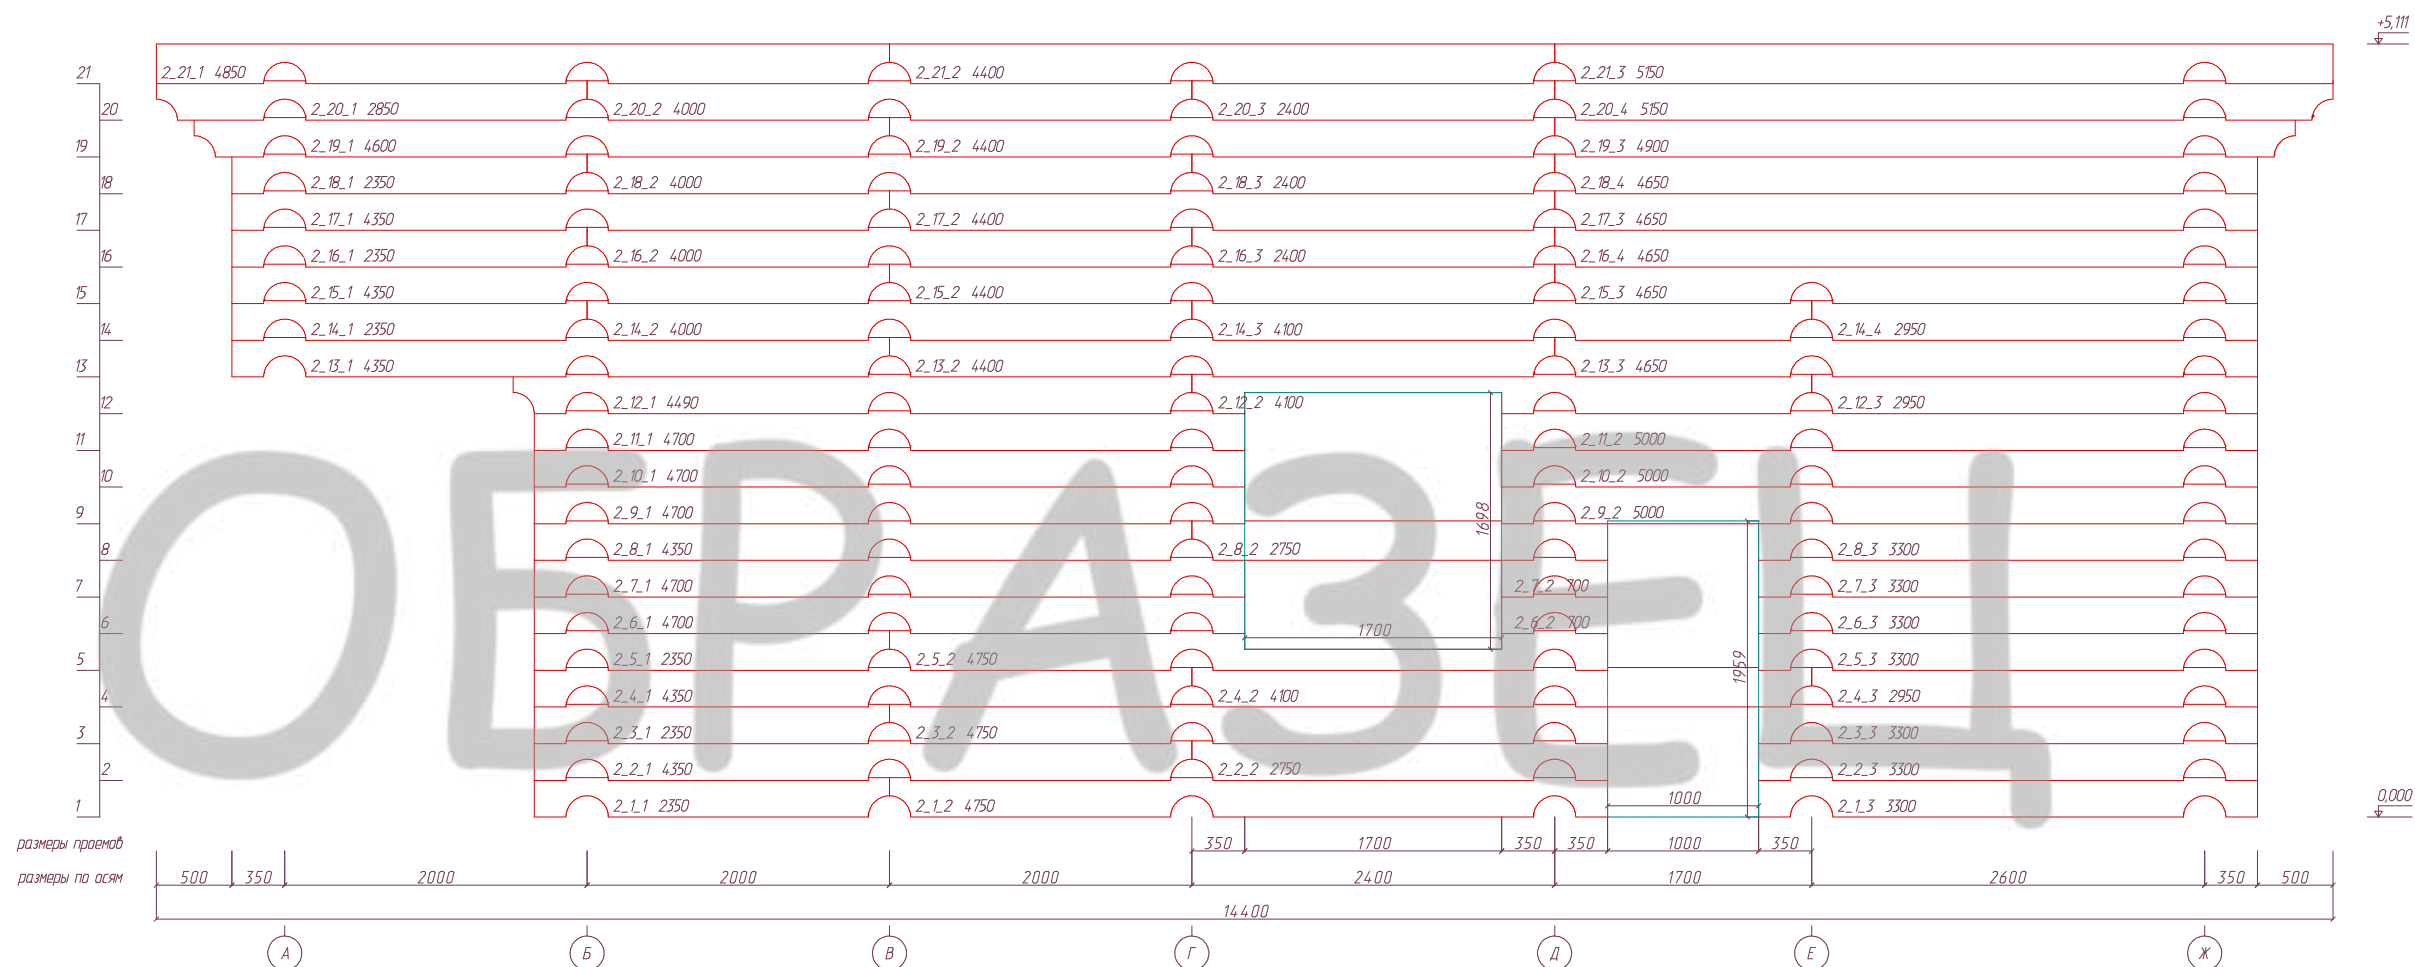 +5,111
21 2_21_1 4850 2_21_2 4400 2_21_3 5150
20 2_20_1 2850 2_20_2 4000 2_20_3 2400 2_20_4 5150
19 2_19_1 4600 2_19_2 4400 2_19_3 4900
18 2_18_1 2350 2_18_2 4000 2_18_3 2400 2_18_4 4650
17 2_17_1 4350 2_17_2 4400 2_17_3 4650
16 2_16_1 2350 2_16_2 4000 2_16_3 2400 2_16_4 4650
15 2_15_1 4350 2_15_2 4400 2_15_3 4650
14 2_14_1 2350 2_14_2 4000 2_14_3 4100 2_14_4 2950
13 2_13_1 4350 2_13_2 4400 2_13_3 4650
12 2_12_1 4490 2_12_2 4100 2_12_3 2950
11 2_11_1 4700 2_11_2 5000
10 2_10_1 4700 2_10_2 5000
9 2_9_1 4700 2_9_2 5000
1698
8 2_8_1 4350 2_8_2 2750 2_8_3 3300
7 2_7_1 4700 2_7_2 700 2_7_3 3300
6 2_6_1 4700 1700 2_6_2 700 2_6_3 3300
5 2_5_1 2350 2_5_2 4750 2_5_3 3300
1959
4 2_4_1 4350 2_4_2 4100 2_4_3 2950
3 2_3_1 2350 2_3_2 4750 2_3_3 3300
2 2_2_1 4350 2_2_2 2750 2_2_3 3300
1 2_1_1 2350 2_1_2 4750 1000 2_1_3 3300
0,000
ОБРАЗЕЦ
размеры проемов 350 1700 350 350 1000 350
размеры по осям 500 350 2000 2000 2000 2400 1700 2600 350 500
14400
А Б В Г Д Е Ж